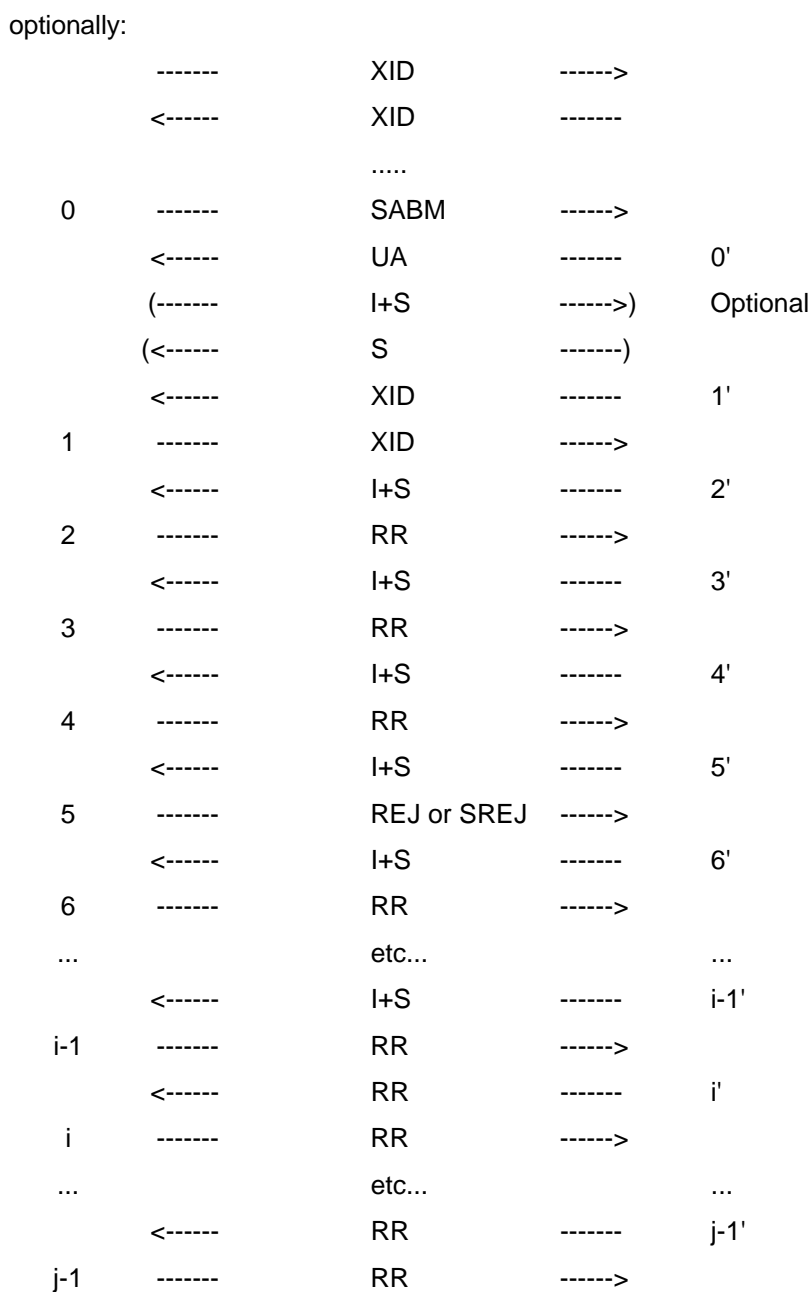 optionally:
------- XID ------>
<------ XID -------
.....
0 ------- SABM ------>
<------ UA ------- 0'
(------- I+S ------>) Optional
(<------ S -------)
<------ XID ------- 1'
1 ------- XID ------>
<------ I+S ------- 2'
2 ------- RR ------>
<------ I+S ------- 3'
3 ------- RR ------>
<------ I+S ------- 4'
4 ------- RR ------>
<------ I+S ------- 5'
5 ------- REJ or SREJ ------>
<------ I+S ------- 6'
6 ------- RR ------>
... etc... ...
<------ I+S ------- i-1'
i-1 ------- RR ------>
<------ RR ------- i'
i ------- RR ------>
... etc... ...
<------ RR ------- j-1'
j-1 ------- RR ------>